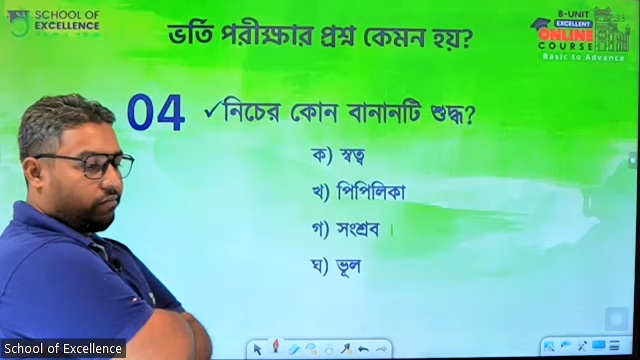 SCHOOL OF
EXCELLENCE
B-UNIT
EXCELLENT
ONLINE
COURSE
Basic to Advance
ভর্তি পরীক্ষার প্রশ্ন কেমন হয়?
04 ✓নিচের কোন বানানটি শুদ্ধ?
ক) স্বত্ব
খ) পিপিলিকা
গ) সংশ্রব
ঘ) ভূল
School of Excellence